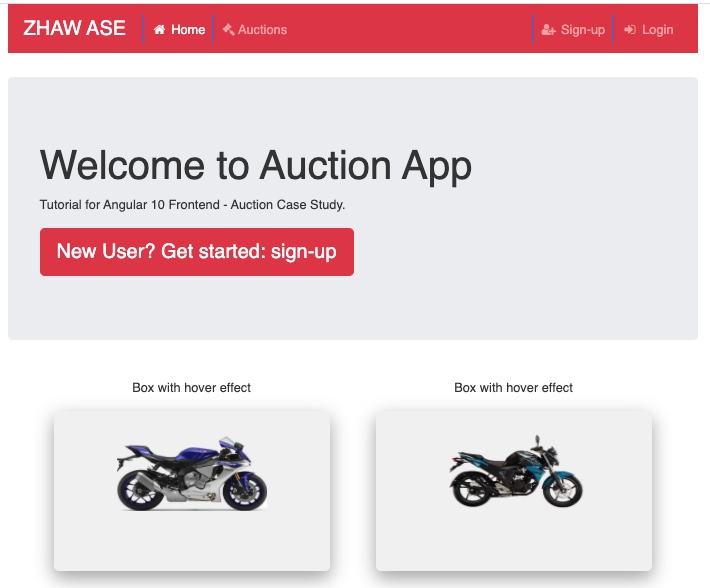 ZHAW ASE Home Auctions Sign-up Login
Welcome to Auction App
Tutorial for Angular 10 Frontend - Auction Case Study.
New User? Get started: sign-up
Box with hover effect Box with hover effect